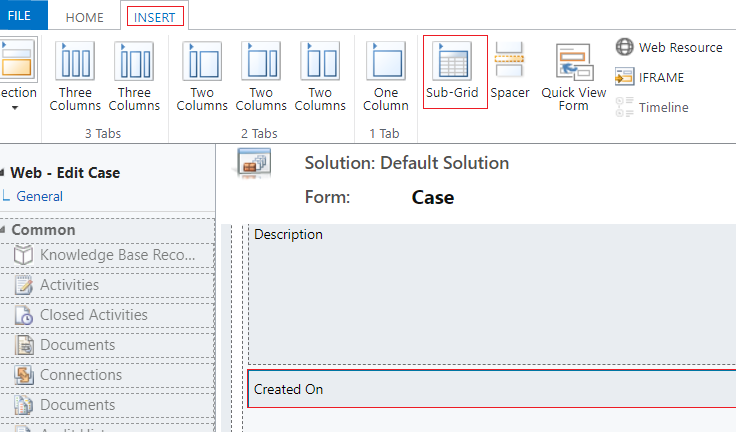 FILE HOME INSERT
ection
Three Columns
Three Columns
Two Columns
Two Columns
Two Columns
One Column
Sub-Grid
Spacer
Quick View Form
Web Resource
IFRAME
Timeline
3 Tabs
2 Tabs
1 Tab
Web - Edit Case
General
Common
Knowledge Base Reco...
Activities
Closed Activities
Documents
Connections
Documents
Solution: Default Solution
Form: Case
Description
Created On